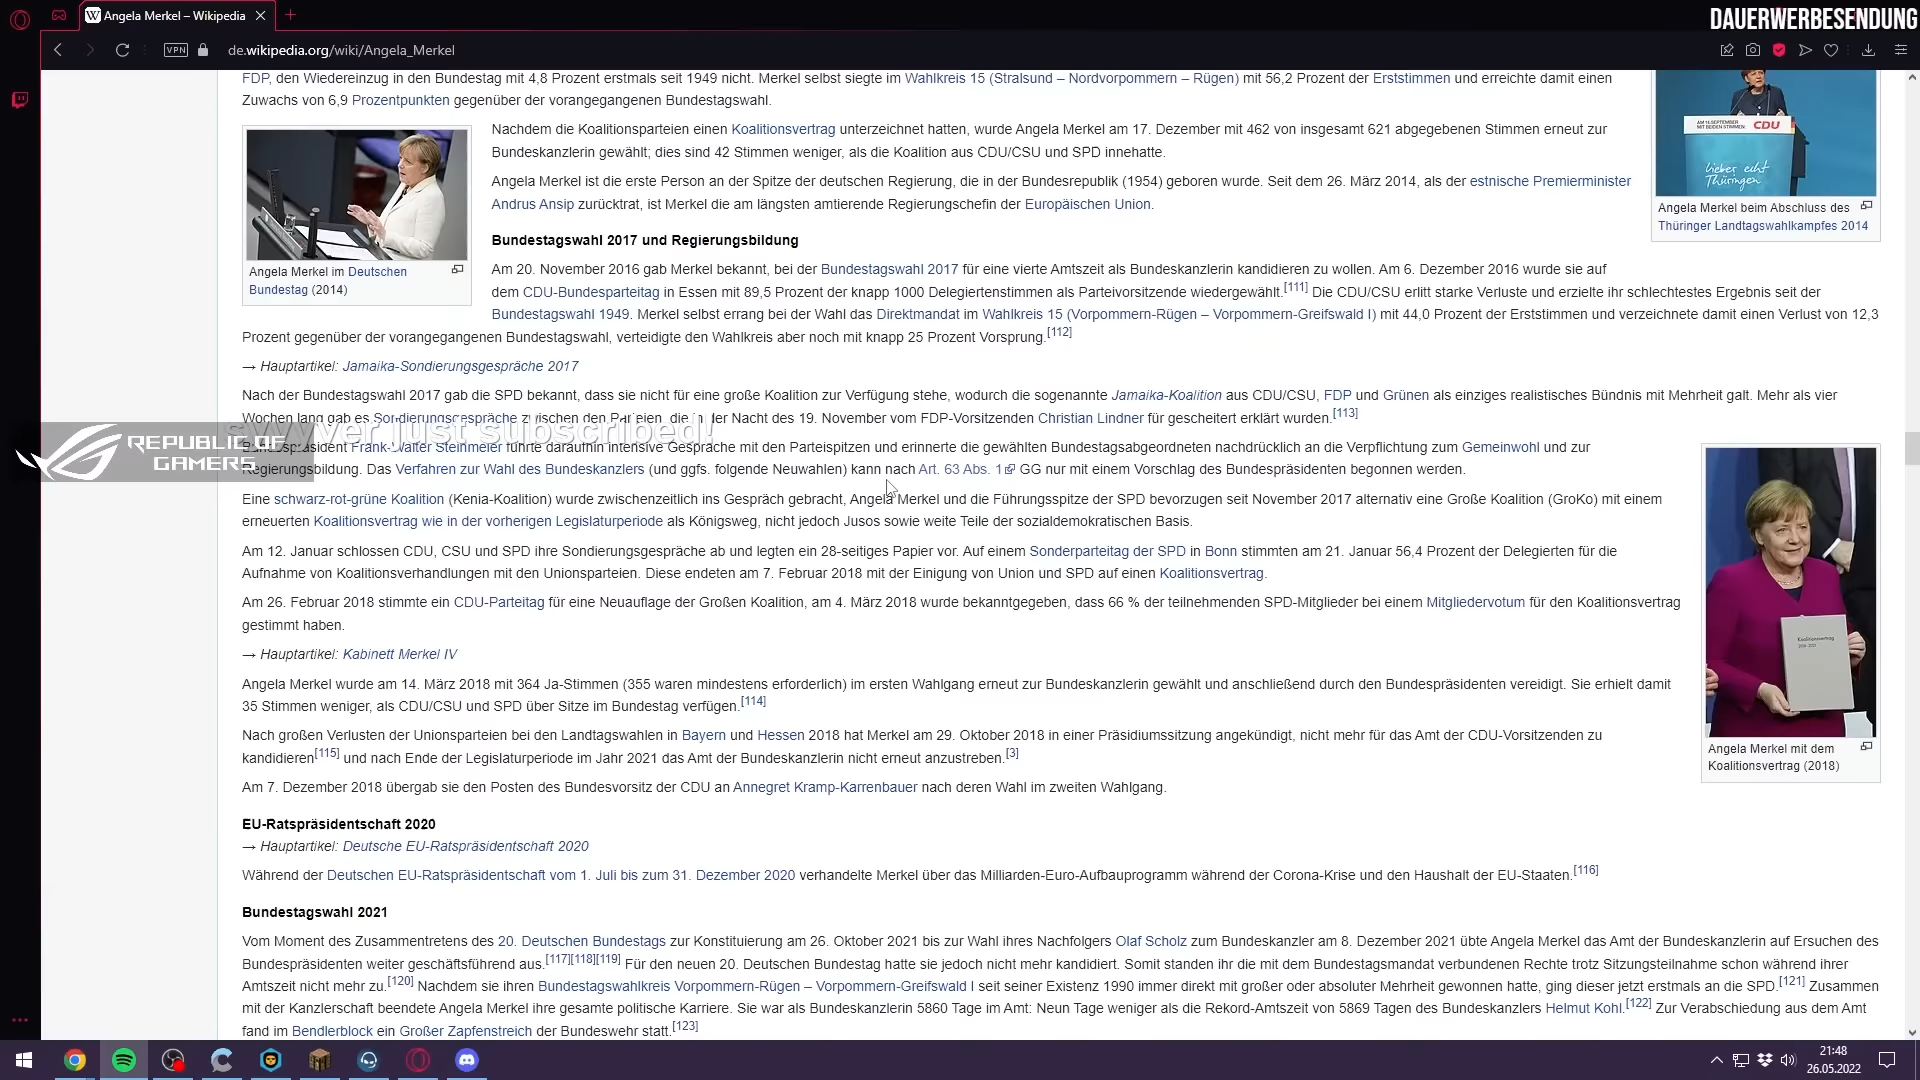 Angela Merkel – Wikipedia
DAUERWERBESENDUNG
VPN
de.wikipedia.org/wiki/Angela_Merkel
FDP, den Wiedereinzug in den Bundestag mit 4,8 Prozent erstmals seit 1949 nicht. Merkel selbst siegte im Wahlkreis 15 (Stralsund – Nordvorpommern – Rügen) mit 56,2 Prozent der Erststimmen und erreichte damit einen
Zuwachs von 6,9 Prozentpunkten gegenüber der vorangegangenen Bundestagswahl.
AM 14.SEPTEMBER
MIT BEIDEN STIMMEN.
CDU
Lieber echt
Thüringen
Angela Merkel beim Abschluss des
Thüringer Landtagswahlkampfes 2014
Nachdem die Koalitionsparteien einen Koalitionsvertrag unterzeichnet hatten, wurde Angela Merkel am 17. Dezember mit 462 von insgesamt 621 abgegebenen Stimmen erneut zur
Bundeskanzlerin gewählt; dies sind 42 Stimmen weniger, als die Koalition aus CDU/CSU und SPD innehatte.
Angela Merkel ist die erste Person an der Spitze der deutschen Regierung, die in der Bundesrepublik (1954) geboren wurde. Seit dem 26. März 2014, als der estnische Premierminister
Andrus Ansip zurücktrat, ist Merkel die am längsten amtierende Regierungschefin der Europäischen Union.
Angela Merkel im Deutschen
Bundestag (2014)
Bundestagswahl 2017 und Regierungsbildung
Am 20. November 2016 gab Merkel bekannt, bei der Bundestagswahl 2017 für eine vierte Amtszeit als Bundeskanzlerin kandidieren zu wollen. Am 6. Dezember 2016 wurde sie auf
dem CDU-Bundesparteitag in Essen mit 89,5 Prozent der knapp 1000 Delegiertenstimmen als Parteivorsitzende wiedergewählt.[111] Die CDU/CSU erlitt starke Verluste und erzielte ihr schlechtestes Ergebnis seit der
Bundestagswahl 1949. Merkel selbst errang bei der Wahl das Direktmandat im Wahlkreis 15 (Vorpommern-Rügen – Vorpommern-Greifswald I) mit 44,0 Prozent der Erststimmen und verzeichnete damit einen Verlust von 12,3
Prozent gegenüber der vorangegangenen Bundestagswahl, verteidigte den Wahlkreis aber noch mit knapp 25 Prozent Vorsprung.[112]
→ Hauptartikel: Jamaika-Sondierungsgespräche 2017
Nach der Bundestagswahl 2017 gab die SPD bekannt, dass sie nicht für eine große Koalition zur Verfügung stehe, wodurch die sogenannte Jamaika-Koalition aus CDU/CSU, FDP und Grünen als einziges realistisches Bündnis mit Mehrheit galt. Mehr als vier
Wochen lang gab es Sondierungsgespräche zwischen den Parteien, die in der Nacht des 19. November vom FDP-Vorsitzenden Christian Lindner für gescheitert erklärt wurden.[113]
just subscribed!
REPUBLIC OF
GAMERS
Bundespräsident Frank-Walter Steinmeier führte daraufhin intensive Gespräche mit den Parteispitzen und erinnerte die gewählten Bundestagsabgeordneten nachdrücklich an die Verpflichtung zum Gemeinwohl und zur
Regierungsbildung. Das Verfahren zur Wahl des Bundeskanzlers (und ggfs. folgende Neuwahlen) kann nach Art. 63 Abs. 1 GG nur mit einem Vorschlag des Bundespräsidenten begonnen werden.
Eine schwarz-rot-grüne Koalition (Kenia-Koalition) wurde zwischenzeitlich ins Gespräch gebracht, Angela Merkel und die Führungsspitze der SPD bevorzugen seit November 2017 alternativ eine Große Koalition (GroKo) mit einem
erneuerten Koalitionsvertrag wie in der vorherigen Legislaturperiode als Königsweg, nicht jedoch Jusos sowie weite Teile der sozialdemokratischen Basis.
Am 12. Januar schlossen CDU, CSU und SPD ihre Sondierungsgespräche ab und legten ein 28-seitiges Papier vor. Auf einem Sonderparteitag der SPD in Bonn stimmten am 21. Januar 56,4 Prozent der Delegierten für die
Aufnahme von Koalitionsverhandlungen mit den Unionsparteien. Diese endeten am 7. Februar 2018 mit der Einigung von Union und SPD auf einen Koalitionsvertrag.
Am 26. Februar 2018 stimmte ein CDU-Parteitag für eine Neuauflage der Großen Koalition, am 4. März 2018 wurde bekanntgegeben, dass 66 % der teilnehmenden SPD-Mitglieder bei einem Mitgliedervotum für den Koalitionsvertrag
gestimmt haben.
→ Hauptartikel: Kabinett Merkel IV
Angela Merkel wurde am 14. März 2018 mit 364 Ja-Stimmen (355 waren mindestens erforderlich) im ersten Wahlgang erneut zur Bundeskanzlerin gewählt und anschließend durch den Bundespräsidenten vereidigt. Sie erhielt damit
35 Stimmen weniger, als CDU/CSU und SPD über Sitze im Bundestag verfügen.[114]
Nach großen Verlusten der Unionsparteien bei den Landtagswahlen in Bayern und Hessen 2018 hat Merkel am 29. Oktober 2018 in einer Präsidiumssitzung angekündigt, nicht mehr für das Amt der CDU-Vorsitzenden zu
kandidieren[115] und nach Ende der Legislaturperiode im Jahr 2021 das Amt der Bundeskanzlerin nicht erneut anzustreben.[3]
Am 7. Dezember 2018 übergab sie den Posten des Bundesvorsitz der CDU an Annegret Kramp-Karrenbauer nach deren Wahl im zweiten Wahlgang.
Koalitionsvertrag
Angela Merkel mit dem
Koalitionsvertrag (2018)
EU-Ratspräsidentschaft 2020
→ Hauptartikel: Deutsche EU-Ratspräsidentschaft 2020
Während der Deutschen EU-Ratspräsidentschaft vom 1. Juli bis zum 31. Dezember 2020 verhandelte Merkel über das Milliarden-Euro-Aufbauprogramm während der Corona-Krise und den Haushalt der EU-Staaten.[116]
Bundestagswahl 2021
Vom Moment des Zusammentretens des 20. Deutschen Bundestags zur Konstituierung am 26. Oktober 2021 bis zur Wahl ihres Nachfolgers Olaf Scholz zum Bundeskanzler am 8. Dezember 2021 übte Angela Merkel das Amt der Bundeskanzlerin auf Ersuchen des
Bundespräsidenten weiter geschäftsführend aus.[117][118][119] Für den neuen 20. Deutschen Bundestag hatte sie jedoch nicht mehr kandidiert. Somit standen ihr die mit dem Bundestagsmandat verbundenen Rechte trotz Sitzungsteilnahme schon während ihrer
Amtszeit nicht mehr zu.[120] Nachdem sie ihren Bundestagswahlkreis Vorpommern-Rügen – Vorpommern-Greifswald I seit seiner Existenz 1990 immer direkt mit großer oder absoluter Mehrheit gewonnen hatte, ging dieser jetzt erstmals an die SPD.[121] Zusammen
mit der Kanzlerschaft beendete Angela Merkel ihre gesamte politische Karriere. Sie war als Bundeskanzlerin 5860 Tage im Amt: Neun Tage weniger als die Rekord-Amtszeit von 5869 Tagen des Bundeskanzlers Helmut Kohl.[122] Zur Verabschiedung aus dem Amt
fand im Bendlerblock ein Großer Zapfenstreich der Bundeswehr statt.[123]
21:48
26.05.2022